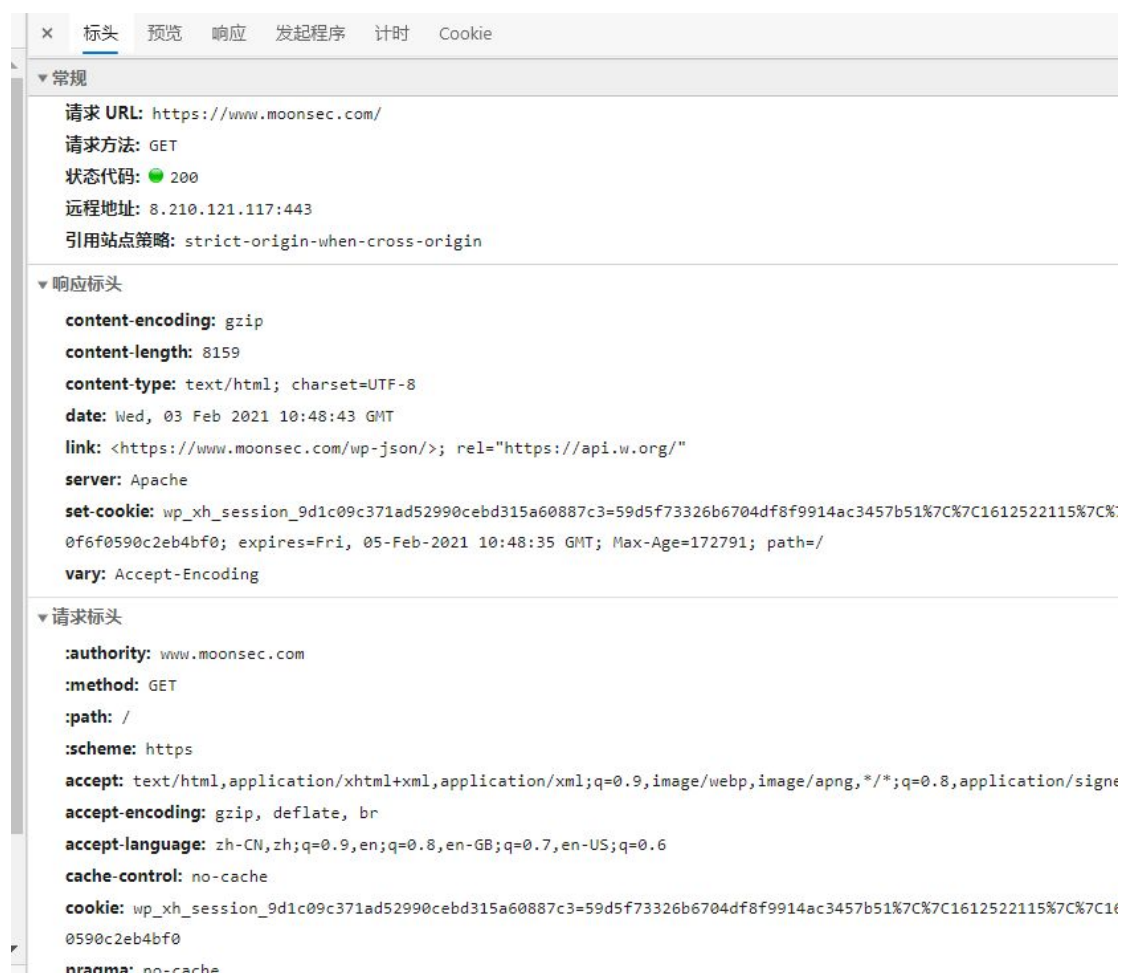 × 标头 预览 响应 发起程序 计时 Cookie
▼常规
请求 URL: https://www.moonsec.com/
请求方法: GET
状态代码: 200
远程地址: 8.210.121.117:443
引用站点策略: strict-origin-when-cross-origin
▼响应标头
content-encoding: gzip
content-length: 8159
content-type: text/html; charset=UTF-8
date: Wed, 03 Feb 2021 10:48:43 GMT
link: <https://www.moonsec.com/wp-json/>; rel="https://api.w.org/"
server: Apache
set-cookie: wp_xh_session_9d1c09c371ad52990cebd315a60887c3=59d5f73326b6704df8f9914ac3457b51%7C%7C1612522115%7C%
0f6f0590c2eb4bf0; expires=Fri, 05-Feb-2021 10:48:35 GMT; Max-Age=172791; path=/
vary: Accept-Encoding
▼请求标头
:authority: www.moonsec.com
:method: GET
:path: /
:scheme: https
accept: text/html,application/xhtml+xml,application/xml;q=0.9,image/webp,image/apng,*/*;q=0.8,application/signe
accept-encoding: gzip, deflate, br
accept-language: zh-CN,zh;q=0.9,en;q=0.8,en-GB;q=0.7,en-US;q=0.6
cache-control: no-cache
cookie: wp_xh_session_9d1c09c371ad52990cebd315a60887c3=59d5f73326b6704df8f9914ac3457b51%7C%7C1612522115%7C%7C16
0590c2eb4bf0
pragma: no-cache